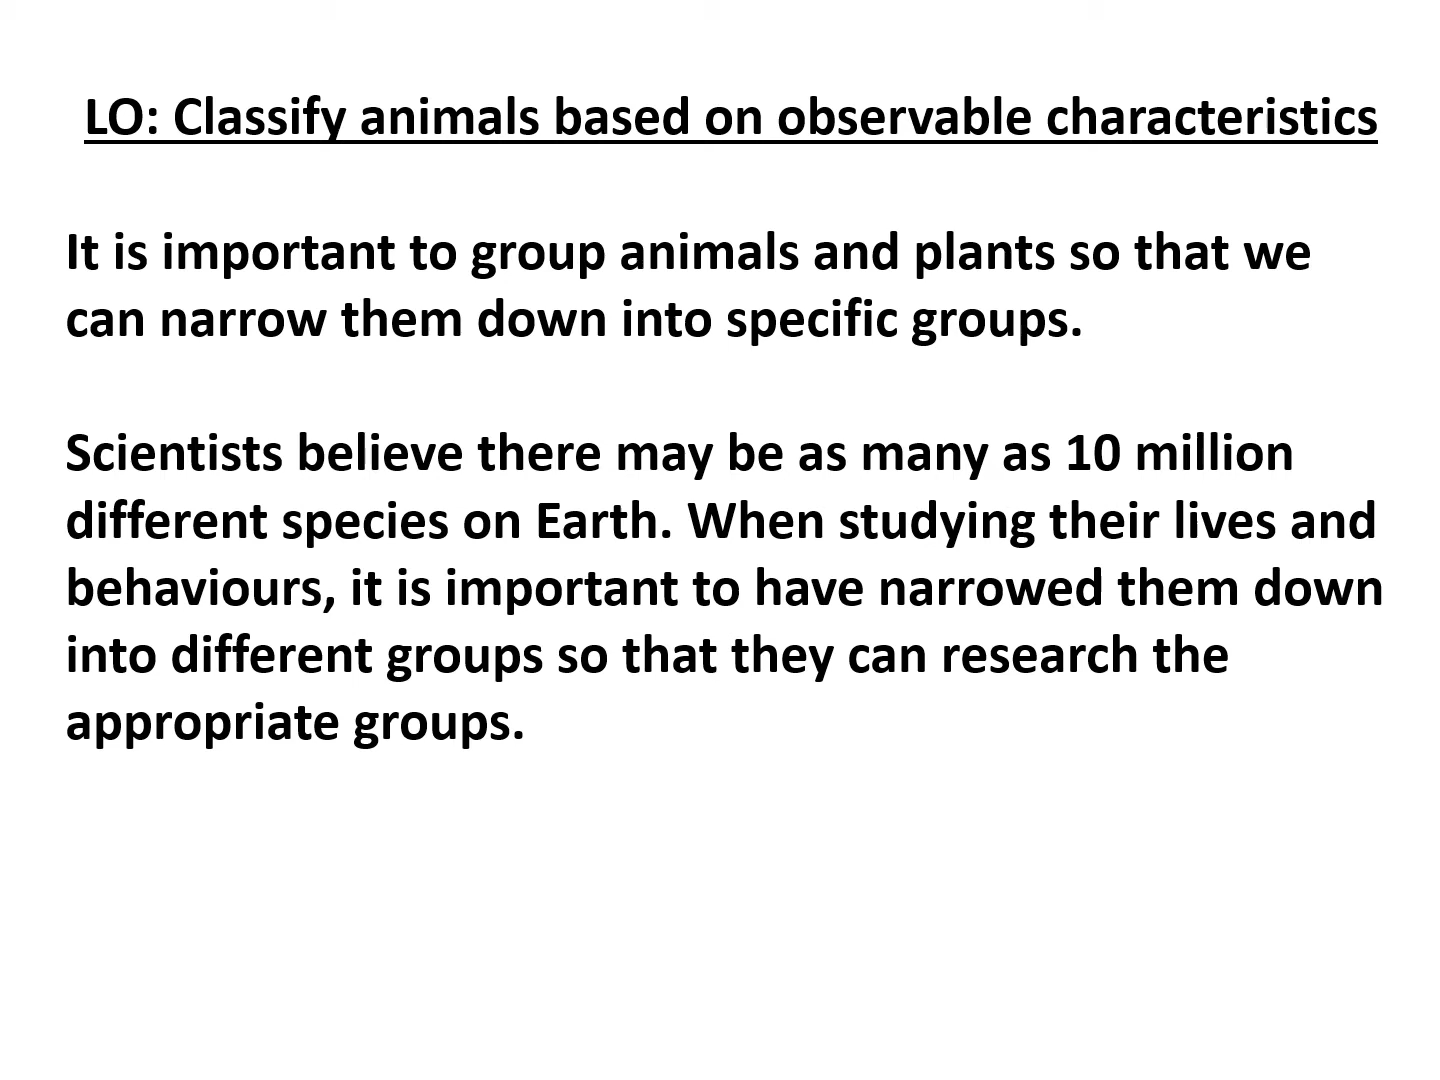 LO: Classify animals based on observable characteristics
It is important to group animals and plants so that we
can narrow them down into specific groups.
Scientists believe there may be as many as 10 million
different species on Earth. When studying their lives and
behaviours, it is important to have narrowed them down
into different groups so that they can research the
appropriate groups.